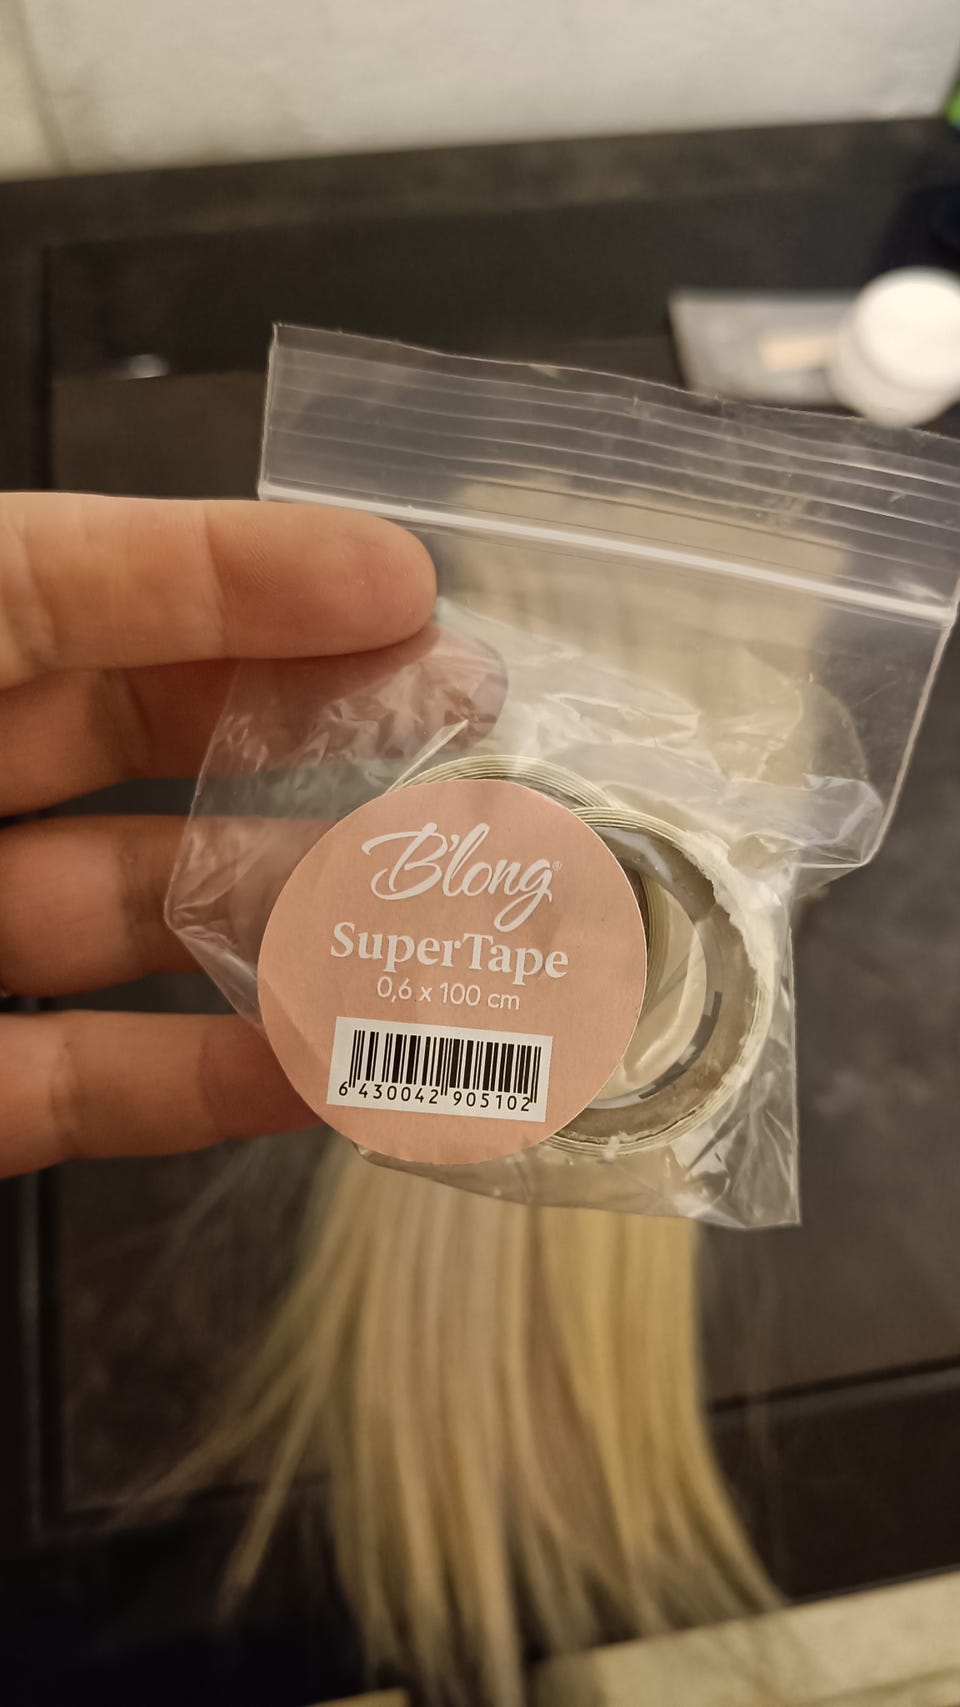 B'long®
SuperTape
0,6 x 100 cm
6 430042 905102